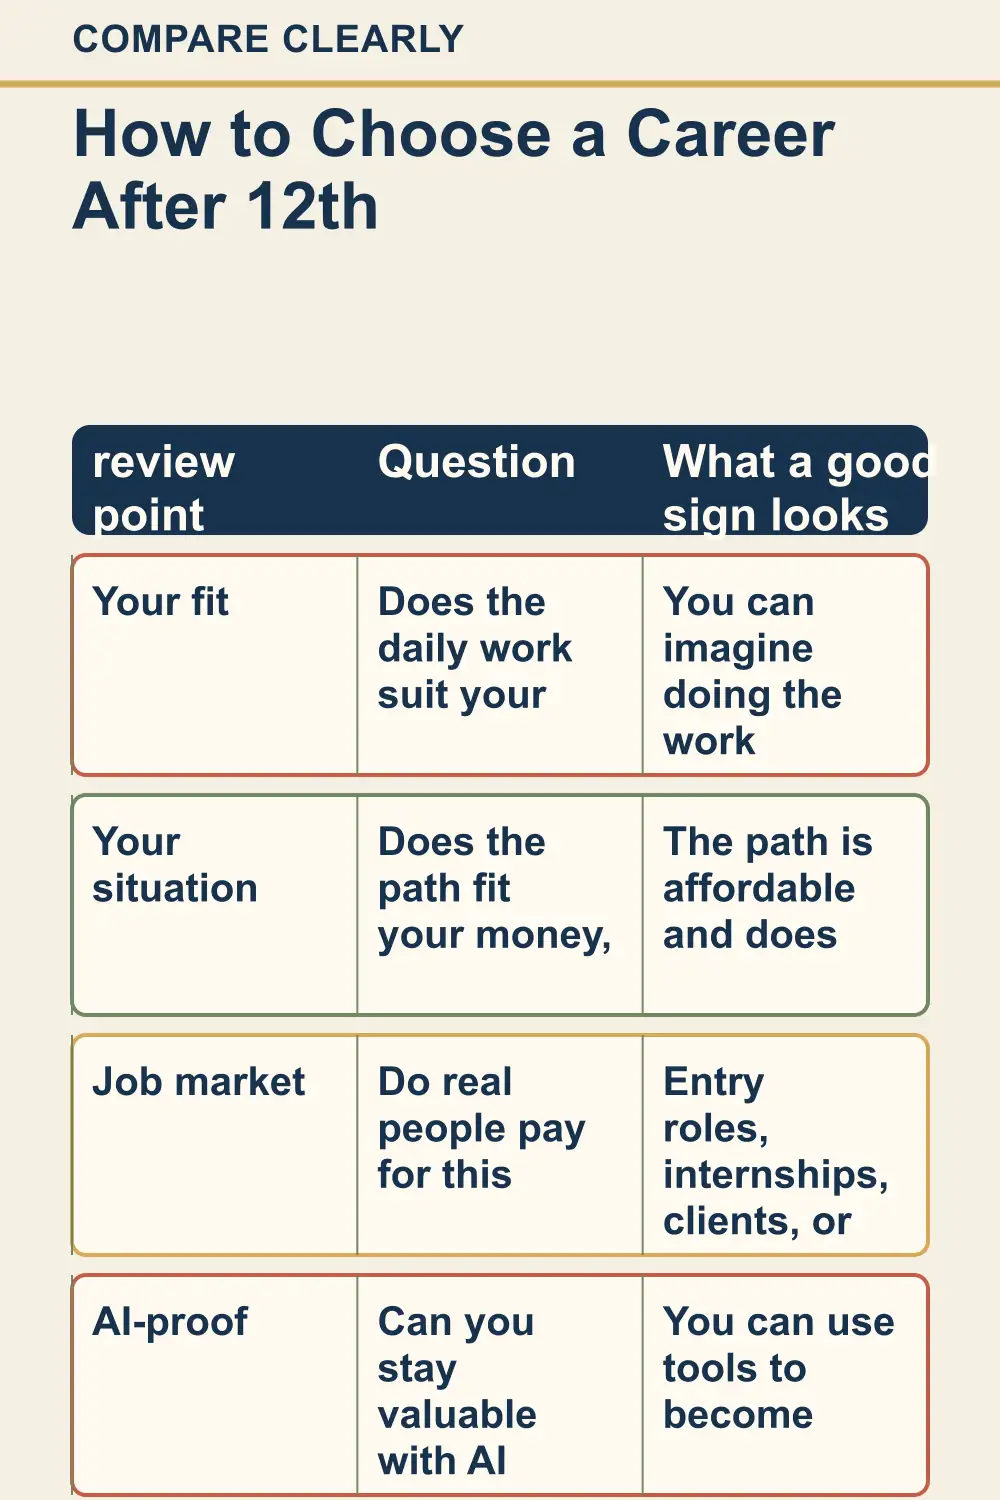 COMPARE CLEARLY
How to Choose a Career
After 12th
review
point
Question
What a good
sign looks
Your fit
Does the
daily work
suit your
You can
imagine
doing the
work
Your
situation
Does the
path fit
your money,
The path is
affordable
and does
Job market
Do real
people pay
for this
Entry
roles,
internships,
clients, or
AI-proof
Can you
stay
valuable
with AI
You can use
tools to
become